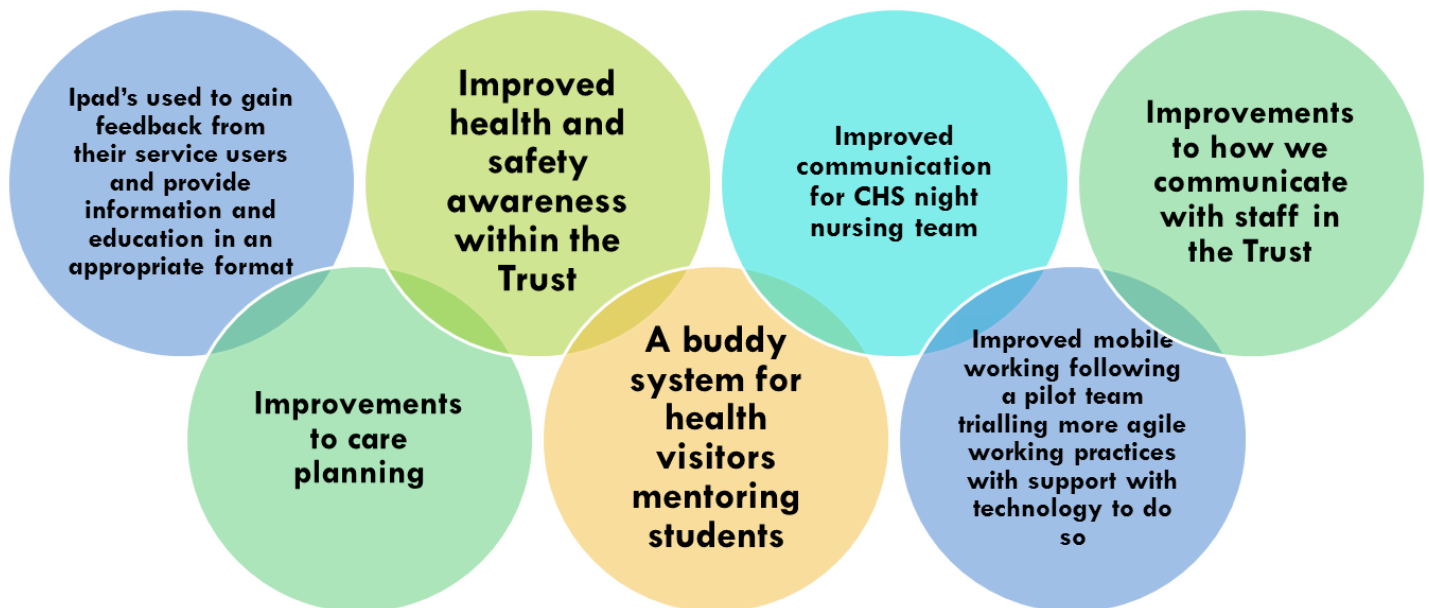 Ipad's used to gain
feedback from
their service users
and provide
information and
education in an
appropriate format
Improved
health and
safety
awareness
within the
Trust
Improved
communication
for CHS night
nursing team
Improvements
to how we
communicate
with staff in
the Trust
Improvements
to care
planning
A buddy
system for
health
visitors
mentoring
students
Improved mobile
working following
a pilot team
trialling more agile
working practices
with support with
technology to do
so